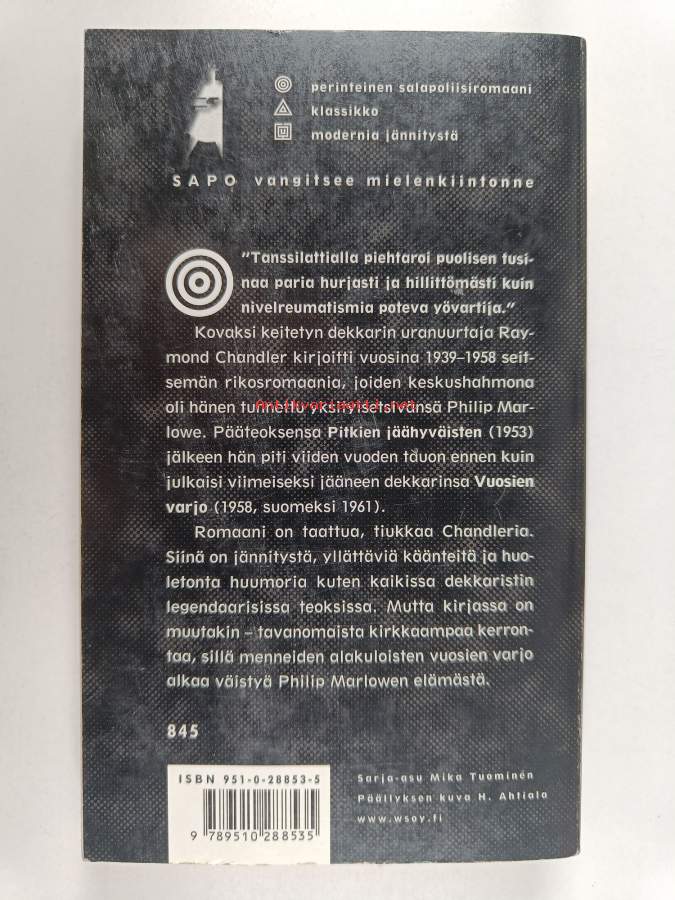 perinteinen salapoliisiromaani
klassikko
modernia jännitystä
SAPO vangitsee mielenkiintonne
"Tanssilattialla piehtaroi puolisen tusi-
naa paria hurjasti ja hillittömästi kuin
nivelreumatismia poteva yövartija."
Kovaksi keitetyn dekkarin uranuurtaja Ray-
mond Chandler kirjoitti vuosina 1939–1958 seit-
semän rikosromaania, joiden keskushahmona
oli hänen tunnettu yksityisetsivänsä Philip Mar-
Antikvariaatti.net
lowe. Pääteoksensa Pitkien jäähyväisten (1953)
jälkeen hän piti viiden vuoden tauon ennen kuin
julkaisi viimeiseksi jääneen dekkarinsa Vuosien
varjo (1958, suomeksi 1961).
Romaani on taattua, tiukkaa Chandleria.
Siinä on jännitystä, yllättäviä käänteitä ja huo-
letonta huumoria kuten kaikissa dekkaristin
legendaarisissa teoksissa. Mutta kirjassa on
muutakin – tavanomaista kirkkaampaa kerron-
taa, sillä menneiden alakuloisten vuosien varjo
alkaa väistyä Philip Marlowen elämästä.
845
ISBN 951-0-28853-5
9 789510 288535
Sarja-asu Mika Tuominen
Päällyksen kuva H. Ahtiala
www.wsoy.fi